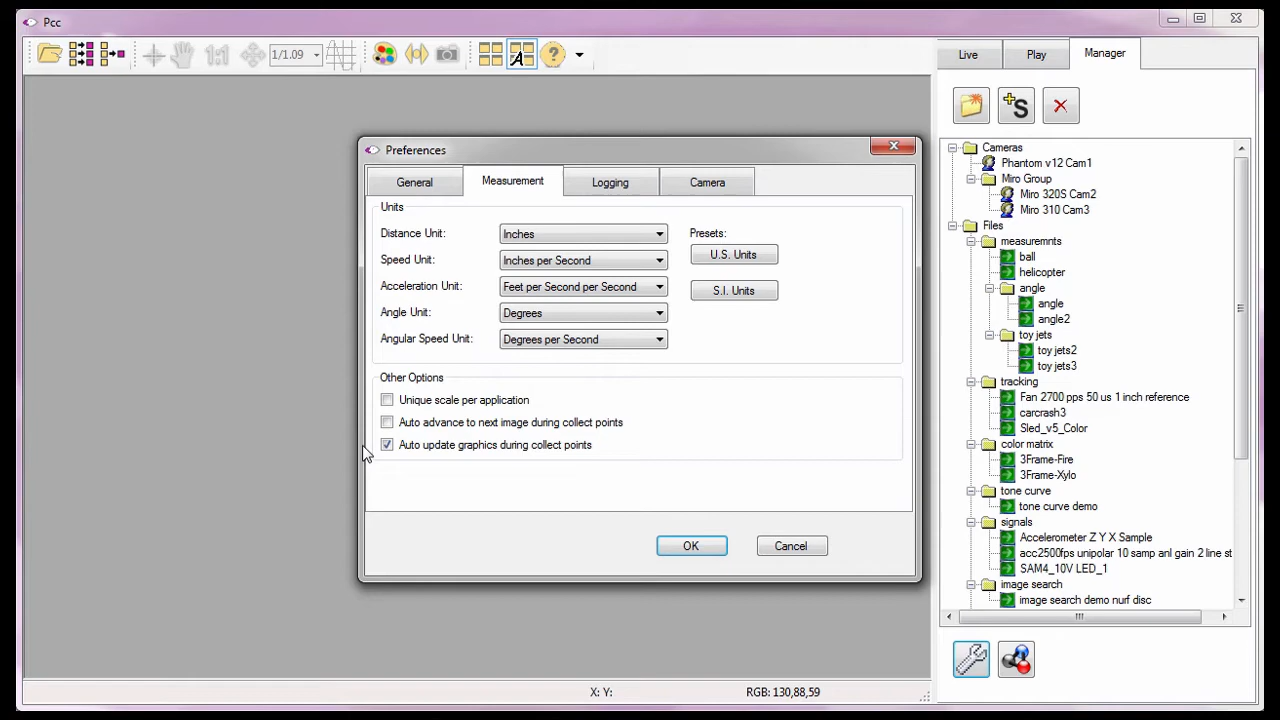 Pcc
1:1
1/1.09
A
?
Live
Play
Manager
+S
Preferences
General
Measurement
Logging
Camera
Units
Distance Unit:
Inches
Presets:
U.S. Units
Speed Unit:
Inches per Second
Acceleration Unit:
Feet per Second per Second
S.I. Units
Angle Unit:
Degrees
Angular Speed Unit:
Degrees per Second
Other Options
Unique scale per application
Auto advance to next image during collect points
Auto update graphics during collect points
OK
Cancel
Cameras
Phantom v12 Cam1
Miro Group
Miro 320S Cam2
Miro 310 Cam3
Files
measuremnts
ball
helicopter
angle
angle
angle2
toy jets
toy jets2
toy jets3
tracking
Fan 2700 pps 50 us 1 inch reference
carcrash3
Sled_v5_Color
color matrix
3Frame-Fire
3Frame-Xylo
tone curve
tone curve demo
signals
Accelerometer Z Y X Sample
acc2500fps unipolar 10 samp anl gain 2 line st
SAM4_10V LED_1
image search
image search demo nurf disc
X: Y:
RGB: 130,88,59